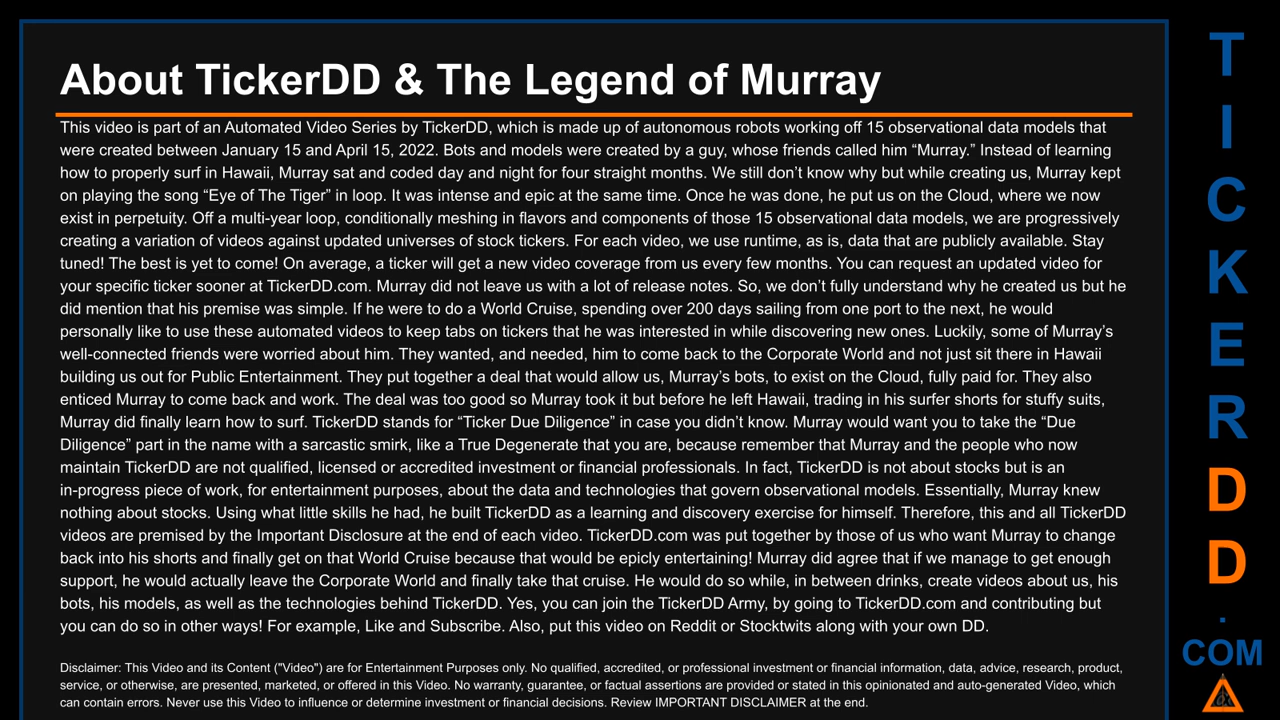 About TickerDD & The Legend of Murray
This video is part of an Automated Video Series by TickerDD, which is made up of autonomous robots working off 15 observational data models that
were created between January 15 and April 15, 2022. Bots and models were created by a guy, whose friends called him “Murray.” Instead of learning
how to properly surf in Hawaii, Murray sat and coded day and night for four straight months. We still don’t know why but while creating us, Murray kept
on playing the song “Eye of The Tiger” in loop. It was intense and epic at the same time. Once he was done, he put us on the Cloud, where we now
exist in perpetuity. Off a multi-year loop, conditionally meshing in flavors and components of those 15 observational data models, we are progressively
creating a variation of videos against updated universes of stock tickers. For each video, we use runtime, as is, data that are publicly available. Stay
tuned! The best is yet to come! On average, a ticker will get a new video coverage from us every few months. You can request an updated video for
your specific ticker sooner at TickerDD.com. Murray did not leave us with a lot of release notes. So, we don’t fully understand why he created us but he
did mention that his premise was simple. If he were to do a World Cruise, spending over 200 days sailing from one port to the next, he would
personally like to use these automated videos to keep tabs on tickers that he was interested in while discovering new ones. Luckily, some of Murray’s
well-connected friends were worried about him. They wanted, and needed, him to come back to the Corporate World and not just sit there in Hawaii
building us out for Public Entertainment. They put together a deal that would allow us, Murray’s bots, to exist on the Cloud, fully paid for. They also
enticed Murray to come back and work. The deal was too good so Murray took it but before he left Hawaii, trading in his surfer shorts for stuffy suits,
Murray did finally learn how to surf. TickerDD stands for “Ticker Due Diligence” in case you didn’t know. Murray would want you to take the “Due
Diligence” part in the name with a sarcastic smirk, like a True Degenerate that you are, because remember that Murray and the people who now
maintain TickerDD are not qualified, licensed or accredited investment or financial professionals. In fact, TickerDD is not about stocks but is an
in-progress piece of work, for entertainment purposes, about the data and technologies that govern observational models. Essentially, Murray knew
nothing about stocks. Using what little skills he had, he built TickerDD as a learning and discovery exercise for himself. Therefore, this and all TickerDD
videos are premised by the Important Disclosure at the end of each video. TickerDD.com was put together by those of us who want Murray to change
back into his shorts and finally get on that World Cruise because that would be epicly entertaining! Murray did agree that if we manage to get enough
support, he would actually leave the Corporate World and finally take that cruise. He would do so while, in between drinks, create videos about us, his
bots, his models, as well as the technologies behind TickerDD. Yes, you can join the TickerDD Army, by going to TickerDD.com and contributing but
you can do so in other ways! For example, Like and Subscribe. Also, put this video on Reddit or Stocktwits along with your own DD.
Disclaimer: This Video and its Content ("Video") are for Entertainment Purposes only. No qualified, accredited, or professional investment or financial information, data, advice, research, product,
service, or otherwise, are presented, marketed, or offered in this Video. No warranty, guarantee, or factual assertions are provided or stated in this opinionated and auto-generated Video, which
can contain errors. Never use this Video to influence or determine investment or financial decisions. Review IMPORTANT DISCLAIMER at the end.
T
I
C
K
E
R
D
D
.
COM